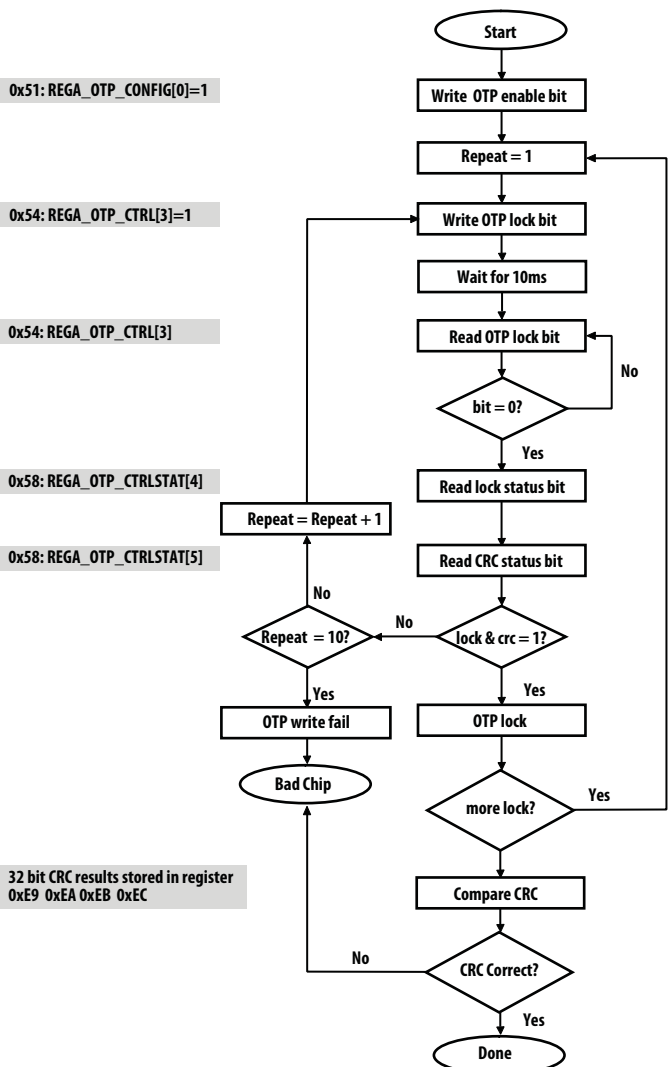 Start
0x51: REGA_OTP_CONFIG[0]=1
Write OTP enable bit
Repeat = 1
0x54: REGA_OTP_CTRL[3]=1
Write OTP lock bit
Wait for 10ms
0x54: REGA_OTP_CTRL[3]
Read OTP lock bit
No
bit = 0?
Yes
0x58: REGA_OTP_CTRLSTAT[4]
Read lock status bit
Repeat = Repeat + 1
0x58: REGA_OTP_CTRLSTAT[5]
Read CRC status bit
No
Repeat = 10?
No
lock & crc = 1?
Yes
Yes
OTP write fail
OTP lock
Bad Chip
more lock?
Yes
32 bit CRC results stored in register
0xE9 0xEA 0xEB 0xEC
Compare CRC
No
CRC Correct?
Yes
Done